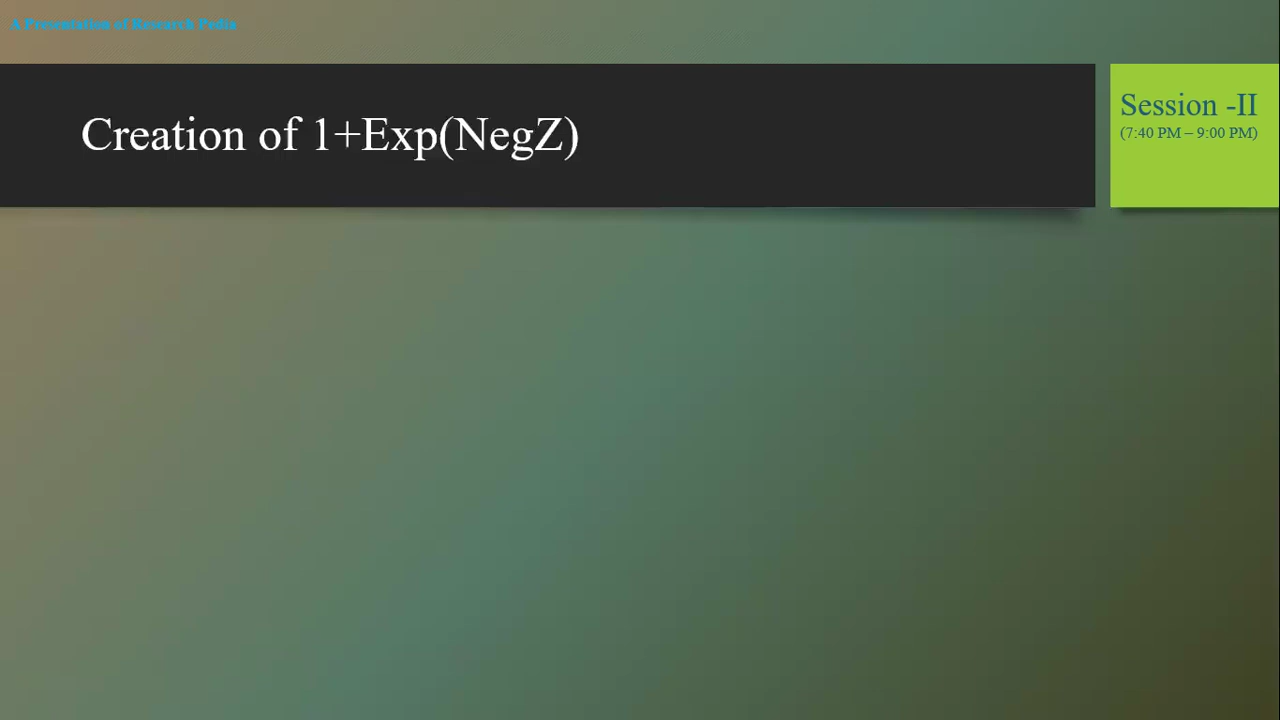 A Presentation of Research Pedia
Creation of 1+Exp(NegZ)
Session -II
(7:40 PM – 9:00 PM)